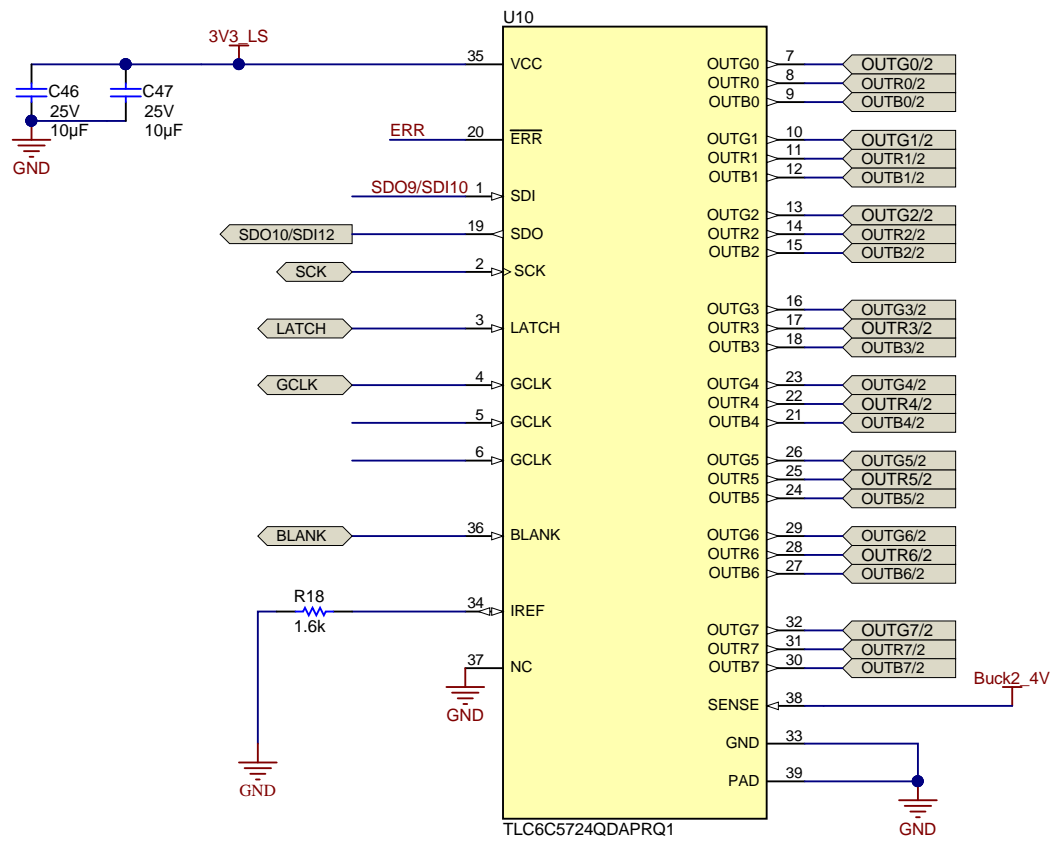 U10
3V3_LS
35 VCC
C46
25V
10µF
C47
25V
10µF
GND
ERR 20 ERR
SDO9/SDI10 1 SDI
SDO10/SDI12 19 SDO
SCK 2 SCK
LATCH 3 LATCH
GCLK 4 GCLK
5 GCLK
6 GCLK
BLANK 36 BLANK
R18
1.6k
34 IREF
37 NC
GND
GND
OUTG0 7 OUTG0/2
OUTR0 8 OUTR0/2
OUTB0 9 OUTB0/2
OUTG1 10 OUTG1/2
OUTR1 11 OUTR1/2
OUTB1 12 OUTB1/2
OUTG2 13 OUTG2/2
OUTR2 14 OUTR2/2
OUTB2 15 OUTB2/2
OUTG3 16 OUTG3/2
OUTR3 17 OUTR3/2
OUTB3 18 OUTB3/2
OUTG4 23 OUTG4/2
OUTR4 22 OUTR4/2
OUTB4 21 OUTB4/2
OUTG5 26 OUTG5/2
OUTR5 25 OUTR5/2
OUTB5 24 OUTB5/2
OUTG6 29 OUTG6/2
OUTR6 28 OUTR6/2
OUTB6 27 OUTB6/2
OUTG7 32 OUTG7/2
OUTR7 31 OUTR7/2
OUTB7 30 OUTB7/2
Buck2_4V
SENSE 38
GND 33
PAD 39
GND
TLC6C5724QDAPRQ1